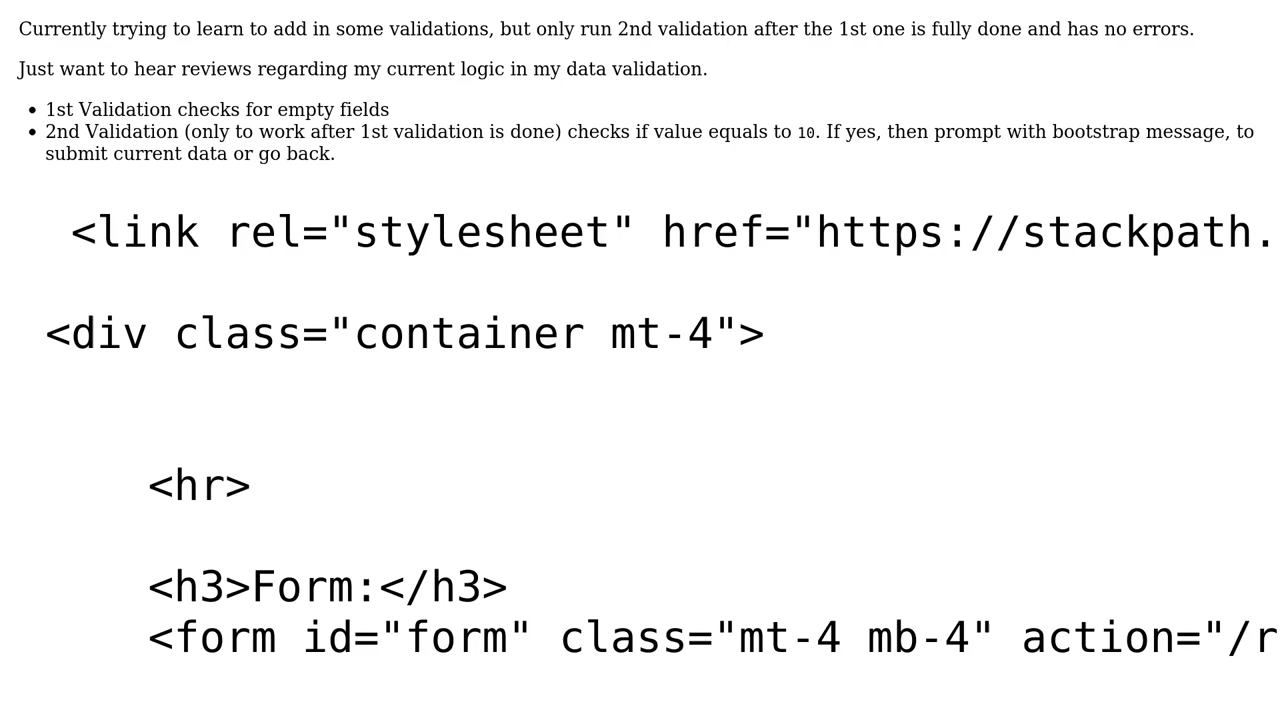 Currently trying to learn to add in some validations, but only run 2nd validation after the 1st one is fully done and has no errors.
Just want to hear reviews regarding my current logic in my data validation.
• 1st Validation checks for empty fields
• 2nd Validation (only to work after 1st validation is done) checks if value equals to 10. If yes, then prompt with bootstrap message, to
submit current data or go back.
<link rel="stylesheet" href="https://stackpath.
<div class="container mt-4">
<hr>
<h3>Form:</h3>
<form id="form" class="mt-4 mb-4" action="/r